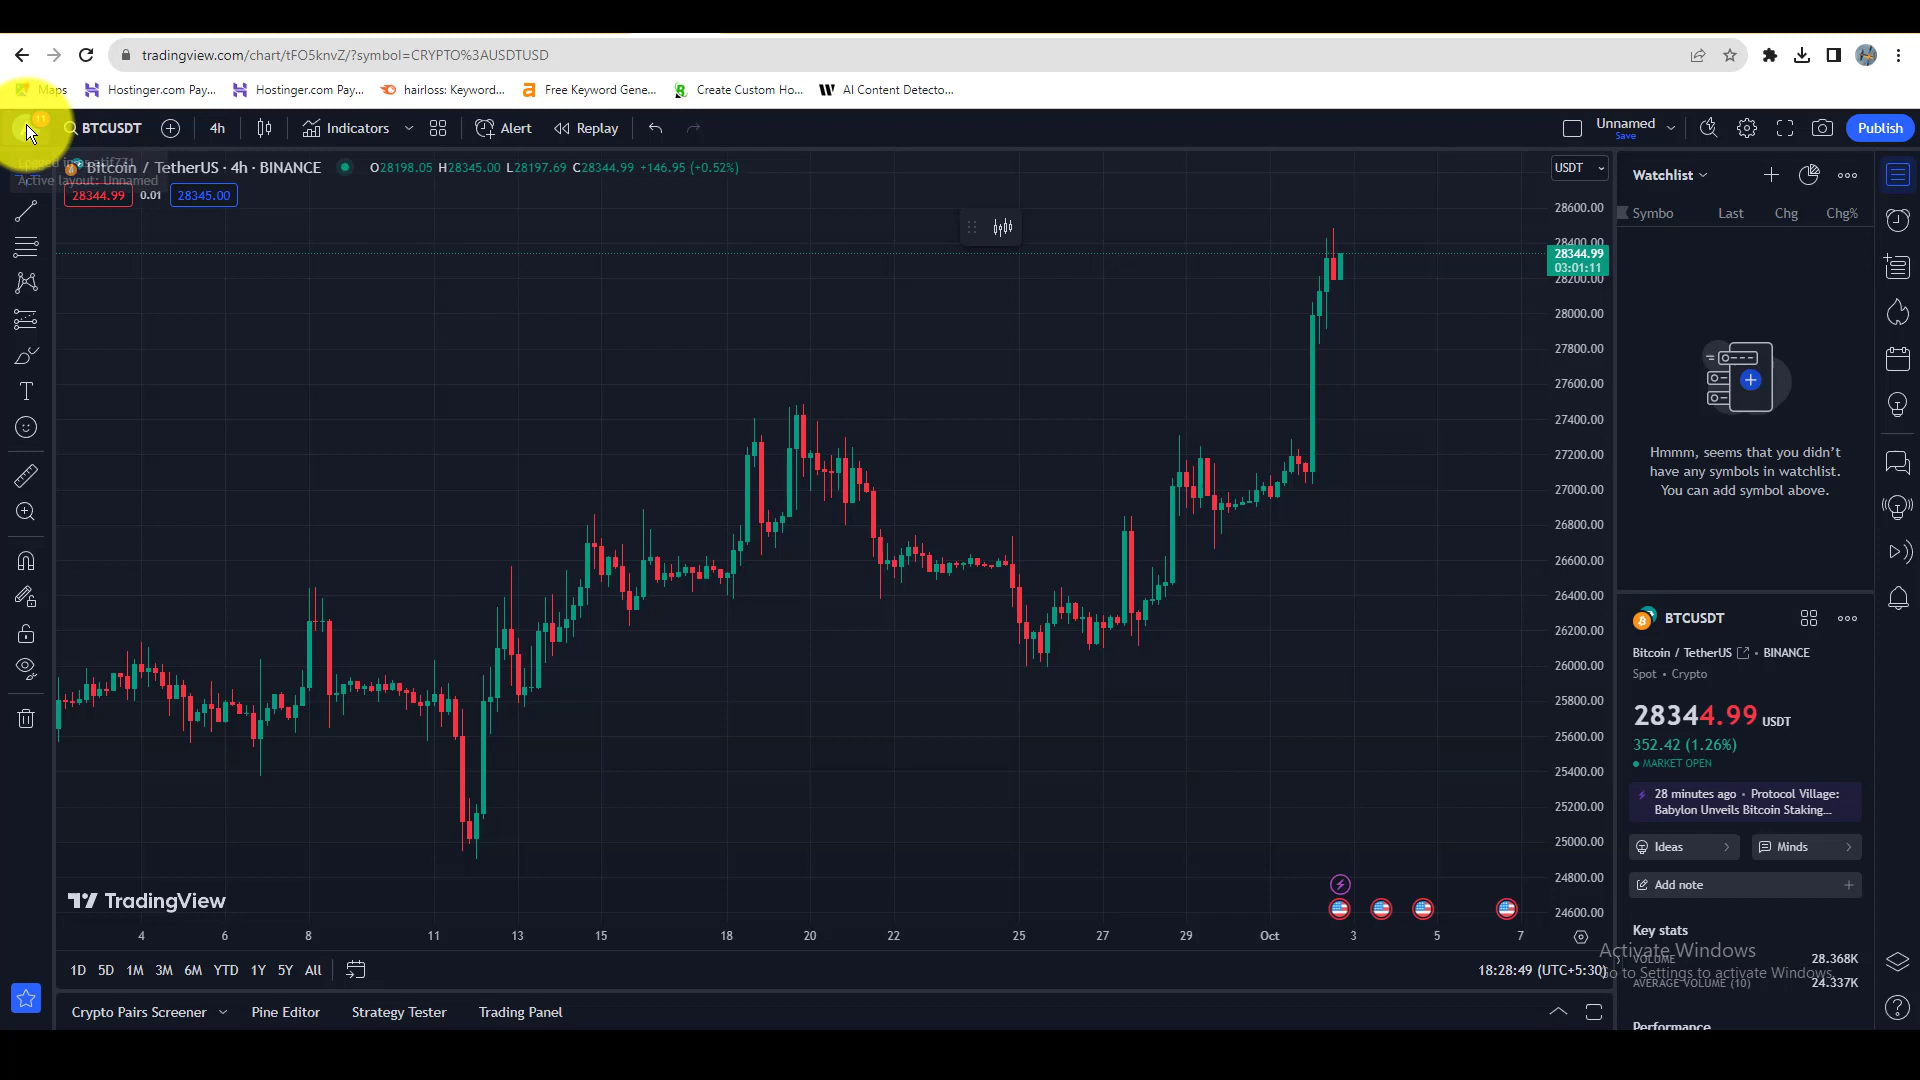 tradingview.com/chart/tFO5knvZ/?symbol=CRYPTO%3AUSDTUSD
Maps
Hostinger.com Pay...
Hostinger.com Pay...
hairloss: Keyword...
Free Keyword Gene...
Create Custom Ho...
AI Content Detecto...
11
BTCUSDT
4h
Indicators
Alert
Replay
Unnamed
Save
Publish
Active layout: Unnamed
Bitcoin / TetherUS · 4h · BINANCE
O28198.05 H28345.00 L28197.69 C28344.99 +146.95 (+0.52%)
28344.99
0.01
28345.00
USDT
28600.00
28400.00
28344.99
03:01:11
28200.00
28000.00
27800.00
27600.00
27400.00
27200.00
27000.00
26800.00
26600.00
26400.00
26200.00
26000.00
25800.00
25600.00
25400.00
25200.00
25000.00
24800.00
24600.00
4 6 8 11 13 15 18 20 22 25 27 29 Oct 3 5 7
TradingView
1D 5D 1M 3M 6M YTD 1Y 5Y All
18:28:49 (UTC+5:30)
Crypto Pairs Screener
Pine Editor
Strategy Tester
Trading Panel
Watchlist
Symbo Last Chg Chg%
Hmmm, seems that you didn't
have any symbols in watchlist.
You can add symbol above.
BTCUSDT
Bitcoin / TetherUS • BINANCE
Spot • Crypto
28344.99 USDT
352.42 (1.26%)
MARKET OPEN
28 minutes ago • Protocol Village:
Babylon Unveils Bitcoin Staking...
Ideas
Minds
Add note
Key stats
Activate Windows
VOLUME 28.368K
Go to Settings to activate Windows.
AVERAGE VOLUME (10) 24.337K
Performance